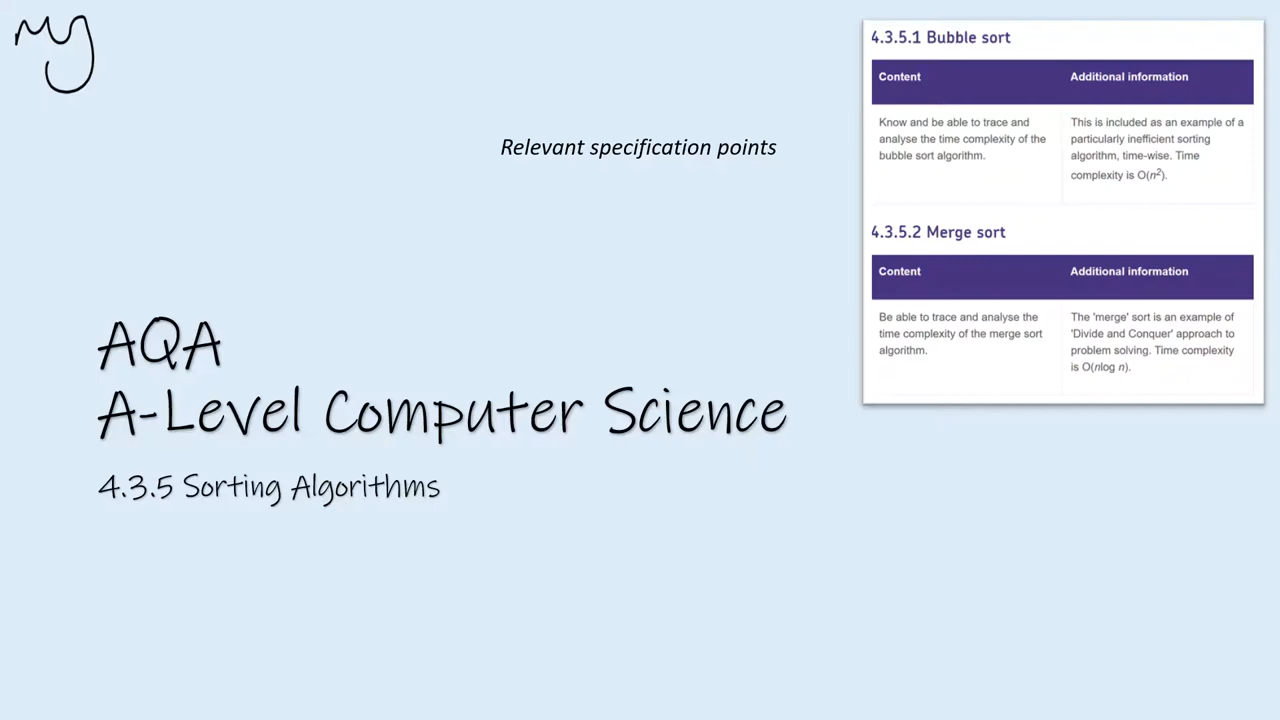 my
Relevant specification points
4.3.5.1 Bubble sort
Content Additional information
Know and be able to trace and
analyse the time complexity of the
bubble sort algorithm.
This is included as an example of a
particularly inefficient sorting
algorithm, time-wise. Time
complexity is O(n²).
4.3.5.2 Merge sort
Content Additional information
Be able to trace and analyse the
time complexity of the merge sort
algorithm.
The 'merge' sort is an example of
'Divide and Conquer' approach to
problem solving. Time complexity
is O(nlog n).
AQA
A-Level Computer Science
4.3.5 Sorting Algorithms